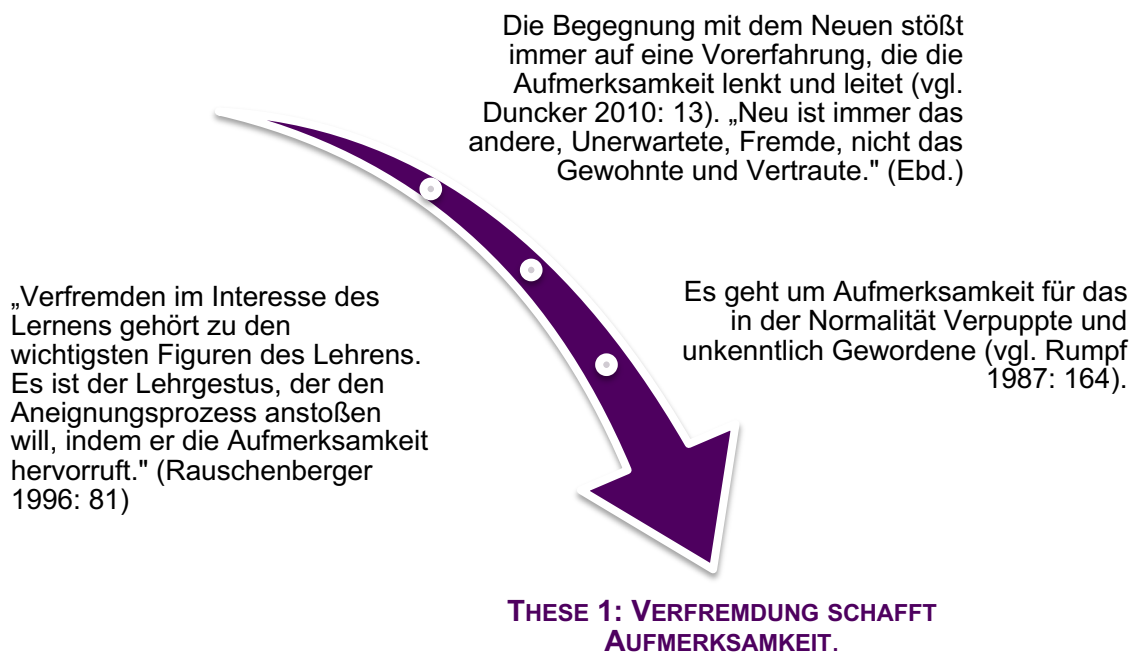 Die Begegnung mit dem Neuen stößt
immer auf eine Vorerfahrung, die die
Aufmerksamkeit lenkt und leitet (vgl.
Duncker 2010: 13). „Neu ist immer das
andere, Unerwartete, Fremde, nicht das
Gewohnte und Vertraute." (Ebd.)
„Verfremden im Interesse des
Lernens gehört zu den
wichtigsten Figuren des Lehrens.
Es ist der Lehrgestus, der den
Aneignungsprozess anstoßen
will, indem er die Aufmerksamkeit
hervorruft." (Rauschenberger
1996: 81)
Es geht um Aufmerksamkeit für das
in der Normalität Verpuppte und
unkenntlich Gewordene (vgl. Rumpf
1987: 164).
THESE 1: VERFREMDUNG SCHAFFT
AUFMERKSAMKEIT.